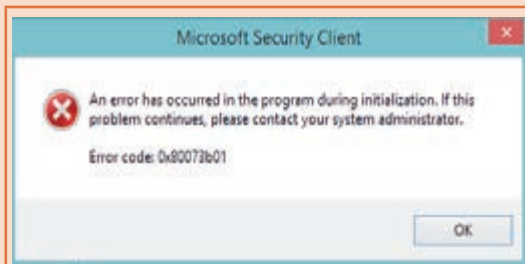 Microsoft Security Client
An error has occurred in the program during initialization. If this
problem continues, please contact your system administrator.
Error code: 0x80073b01
OK